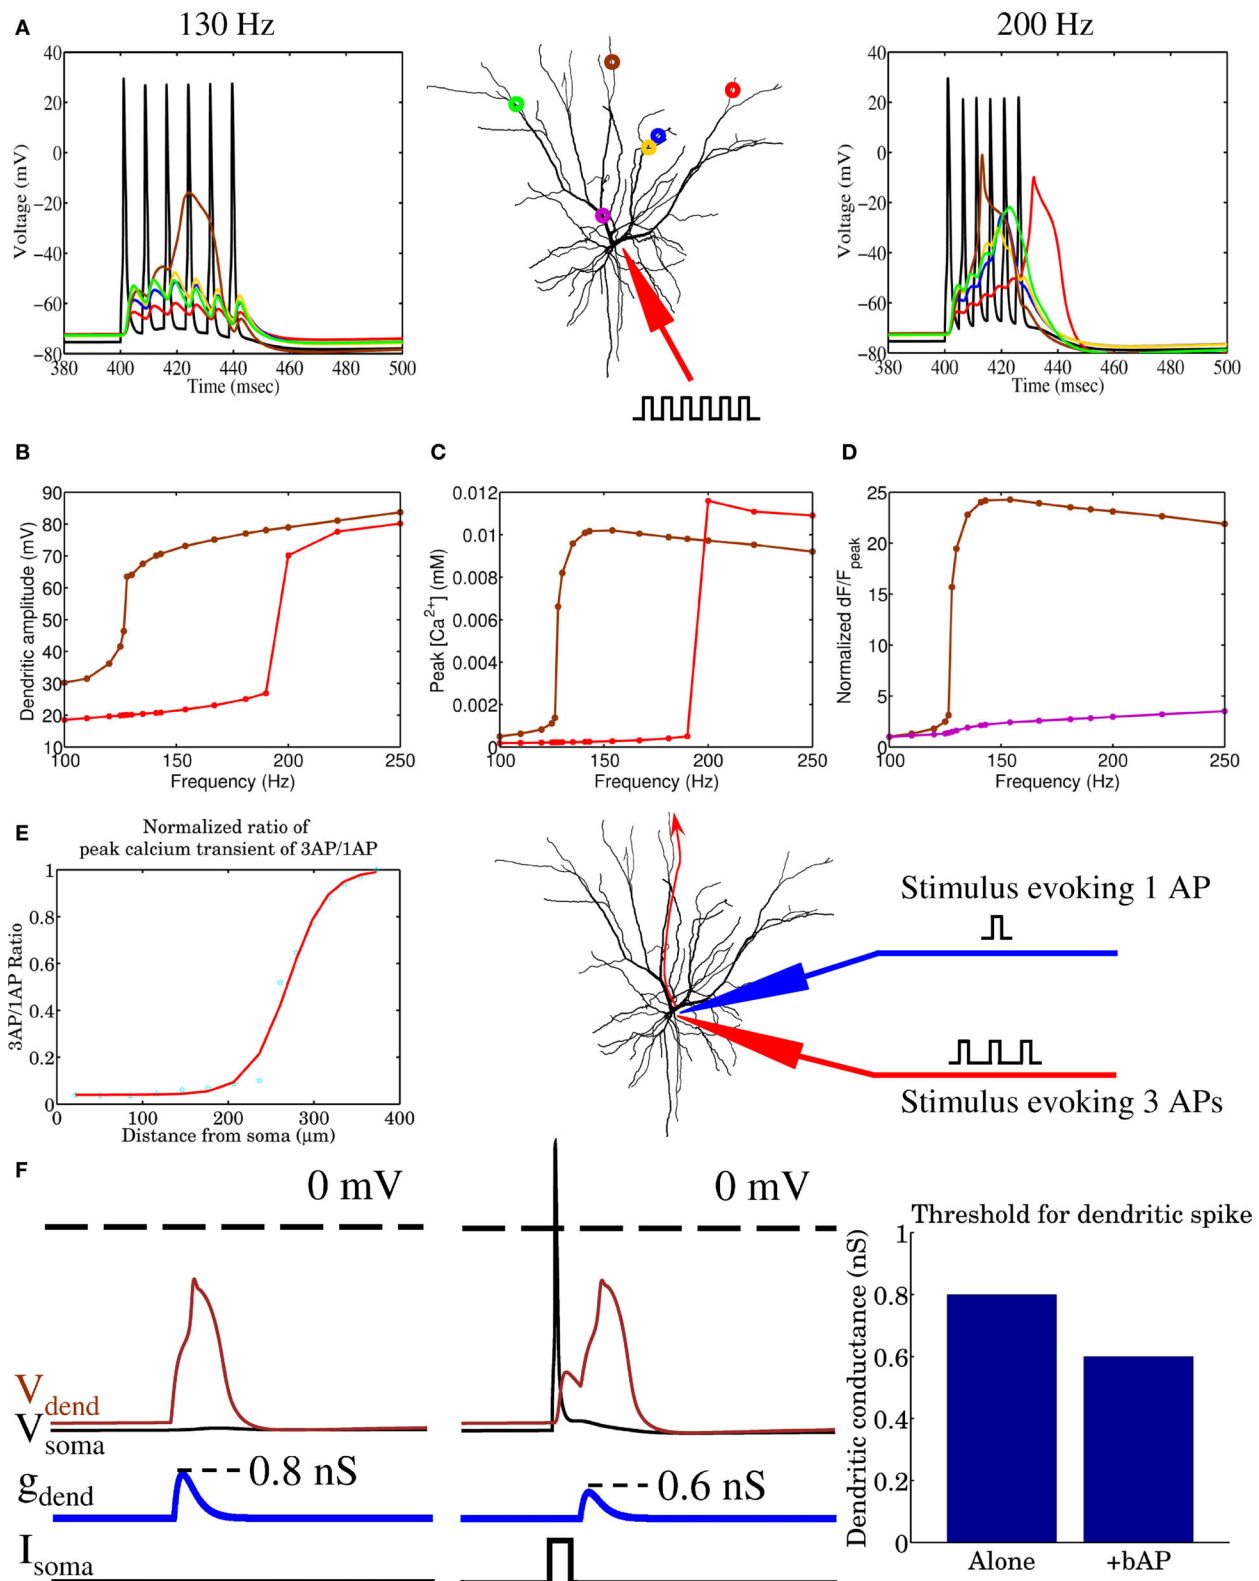 A
130 Hz
200 Hz
40
20
0
−20
−40
−60
−80
Voltage (mV)
380 400 420 440 460 480 500
Time (msec)
40
20
0
−20
−40
−60
−80
Voltage (mV)
380 400 420 440 460 480 500
Time (msec)
B
90
80
70
60
50
40
30
20
10
Dendritic amplitude (mV)
100 150 200 250
Frequency (Hz)
C
0.012
0.01
0.008
0.006
0.004
0.002
0
Peak [Ca2+] (mM)
100 150 200 250
Frequency (Hz)
D
25
20
15
10
5
0
Normalized dF/Fpeak
100 150 200 250
Frequency (Hz)
E
Normalized ratio of
peak calcium transient of 3AP/1AP
1
0.8
0.6
0.4
0.2
0
3AP/1AP Ratio
0 100 200 300 400
Distance from soma (μm)
Stimulus evoking 1 AP
Stimulus evoking 3 APs
F
0 mV
0 mV
Vdend
Vsoma
gdend
0.8 nS
0.6 nS
Isoma
Threshold for dendritic spike
1
0.8
0.6
0.4
0.2
0
Dendritic conductance (nS)
Alone +bAP